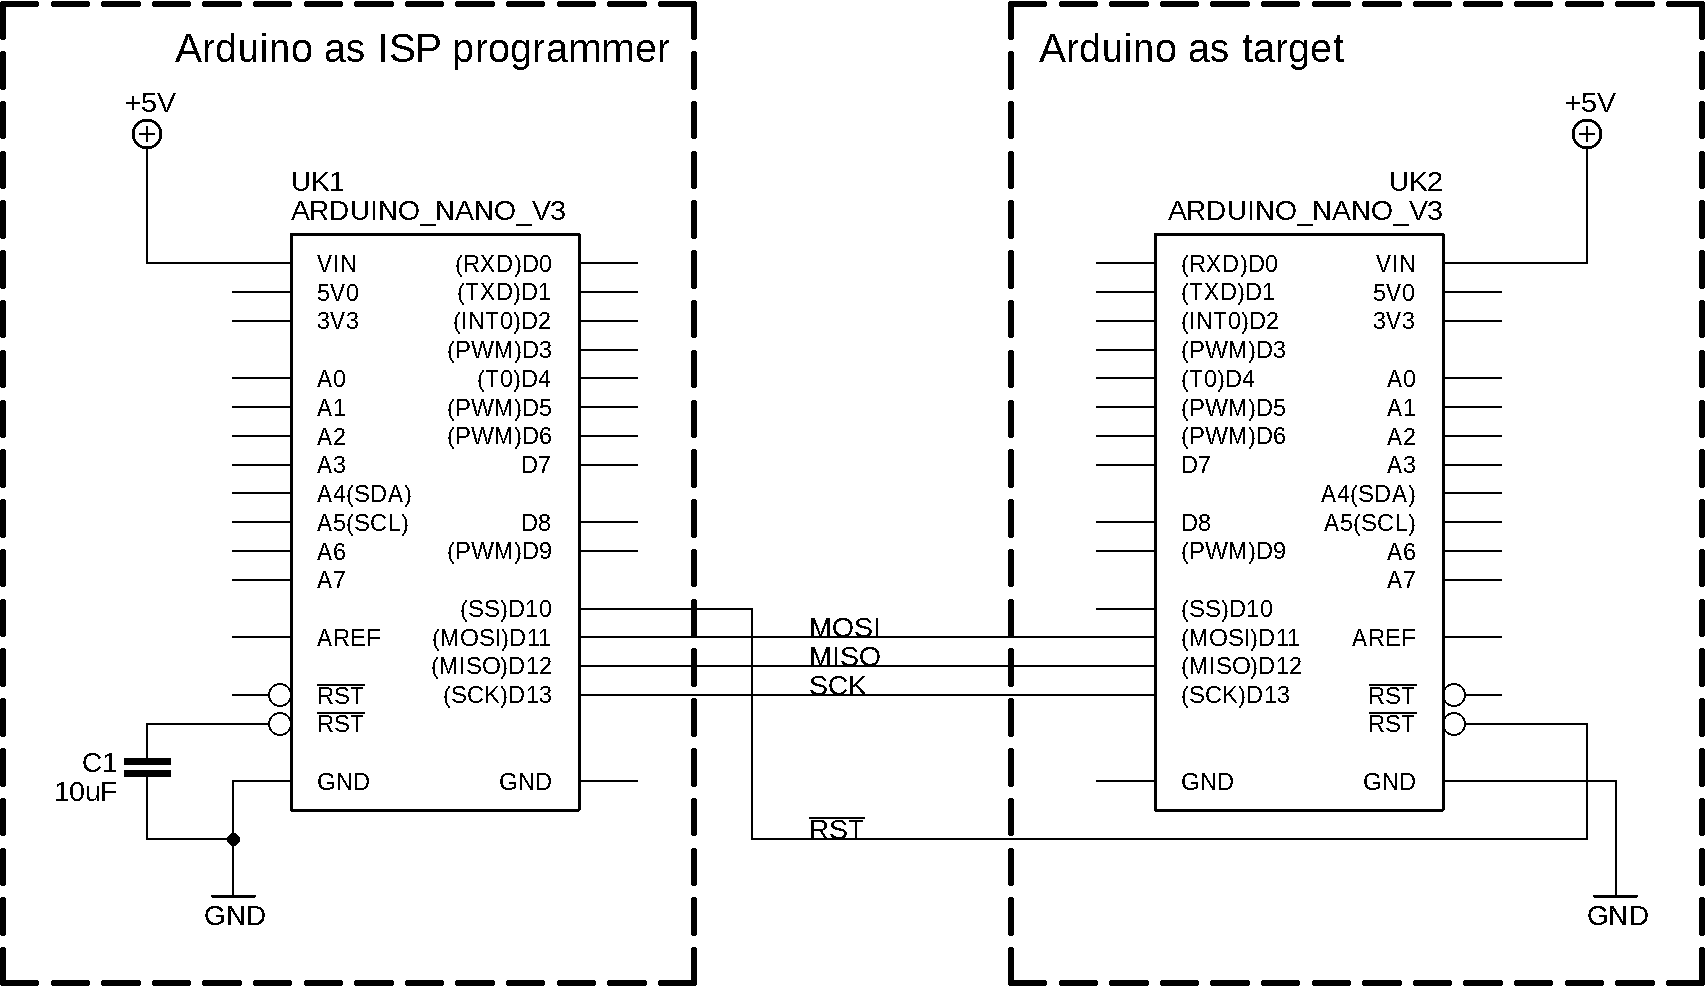 Arduino as ISP programmer
+5V
UK1
ARDUINO_NANO_V3
VIN (RXD)D0
5V0 (TXD)D1
3V3 (INT0)D2
(PWM)D3
A0 (T0)D4
A1 (PWM)D5
A2 (PWM)D6
A3 D7
A4(SDA)
A5(SCL) D8
A6 (PWM)D9
A7
(SS)D10
AREF (MOSI)D11
(MISO)D12
RST (SCK)D13
RST
GND GND
C1
10uF
GND
MOSI
MISO
SCK
RST
Arduino as target
+5V
UK2
ARDUINO_NANO_V3
(RXD)D0 VIN
(TXD)D1 5V0
(INT0)D2 3V3
(PWM)D3
(T0)D4 A0
(PWM)D5 A1
(PWM)D6 A2
D7 A3
A4(SDA)
D8 A5(SCL)
(PWM)D9 A6
A7
(SS)D10
(MOSI)D11 AREF
(MISO)D12
(SCK)D13 RST
RST
GND GND
GND